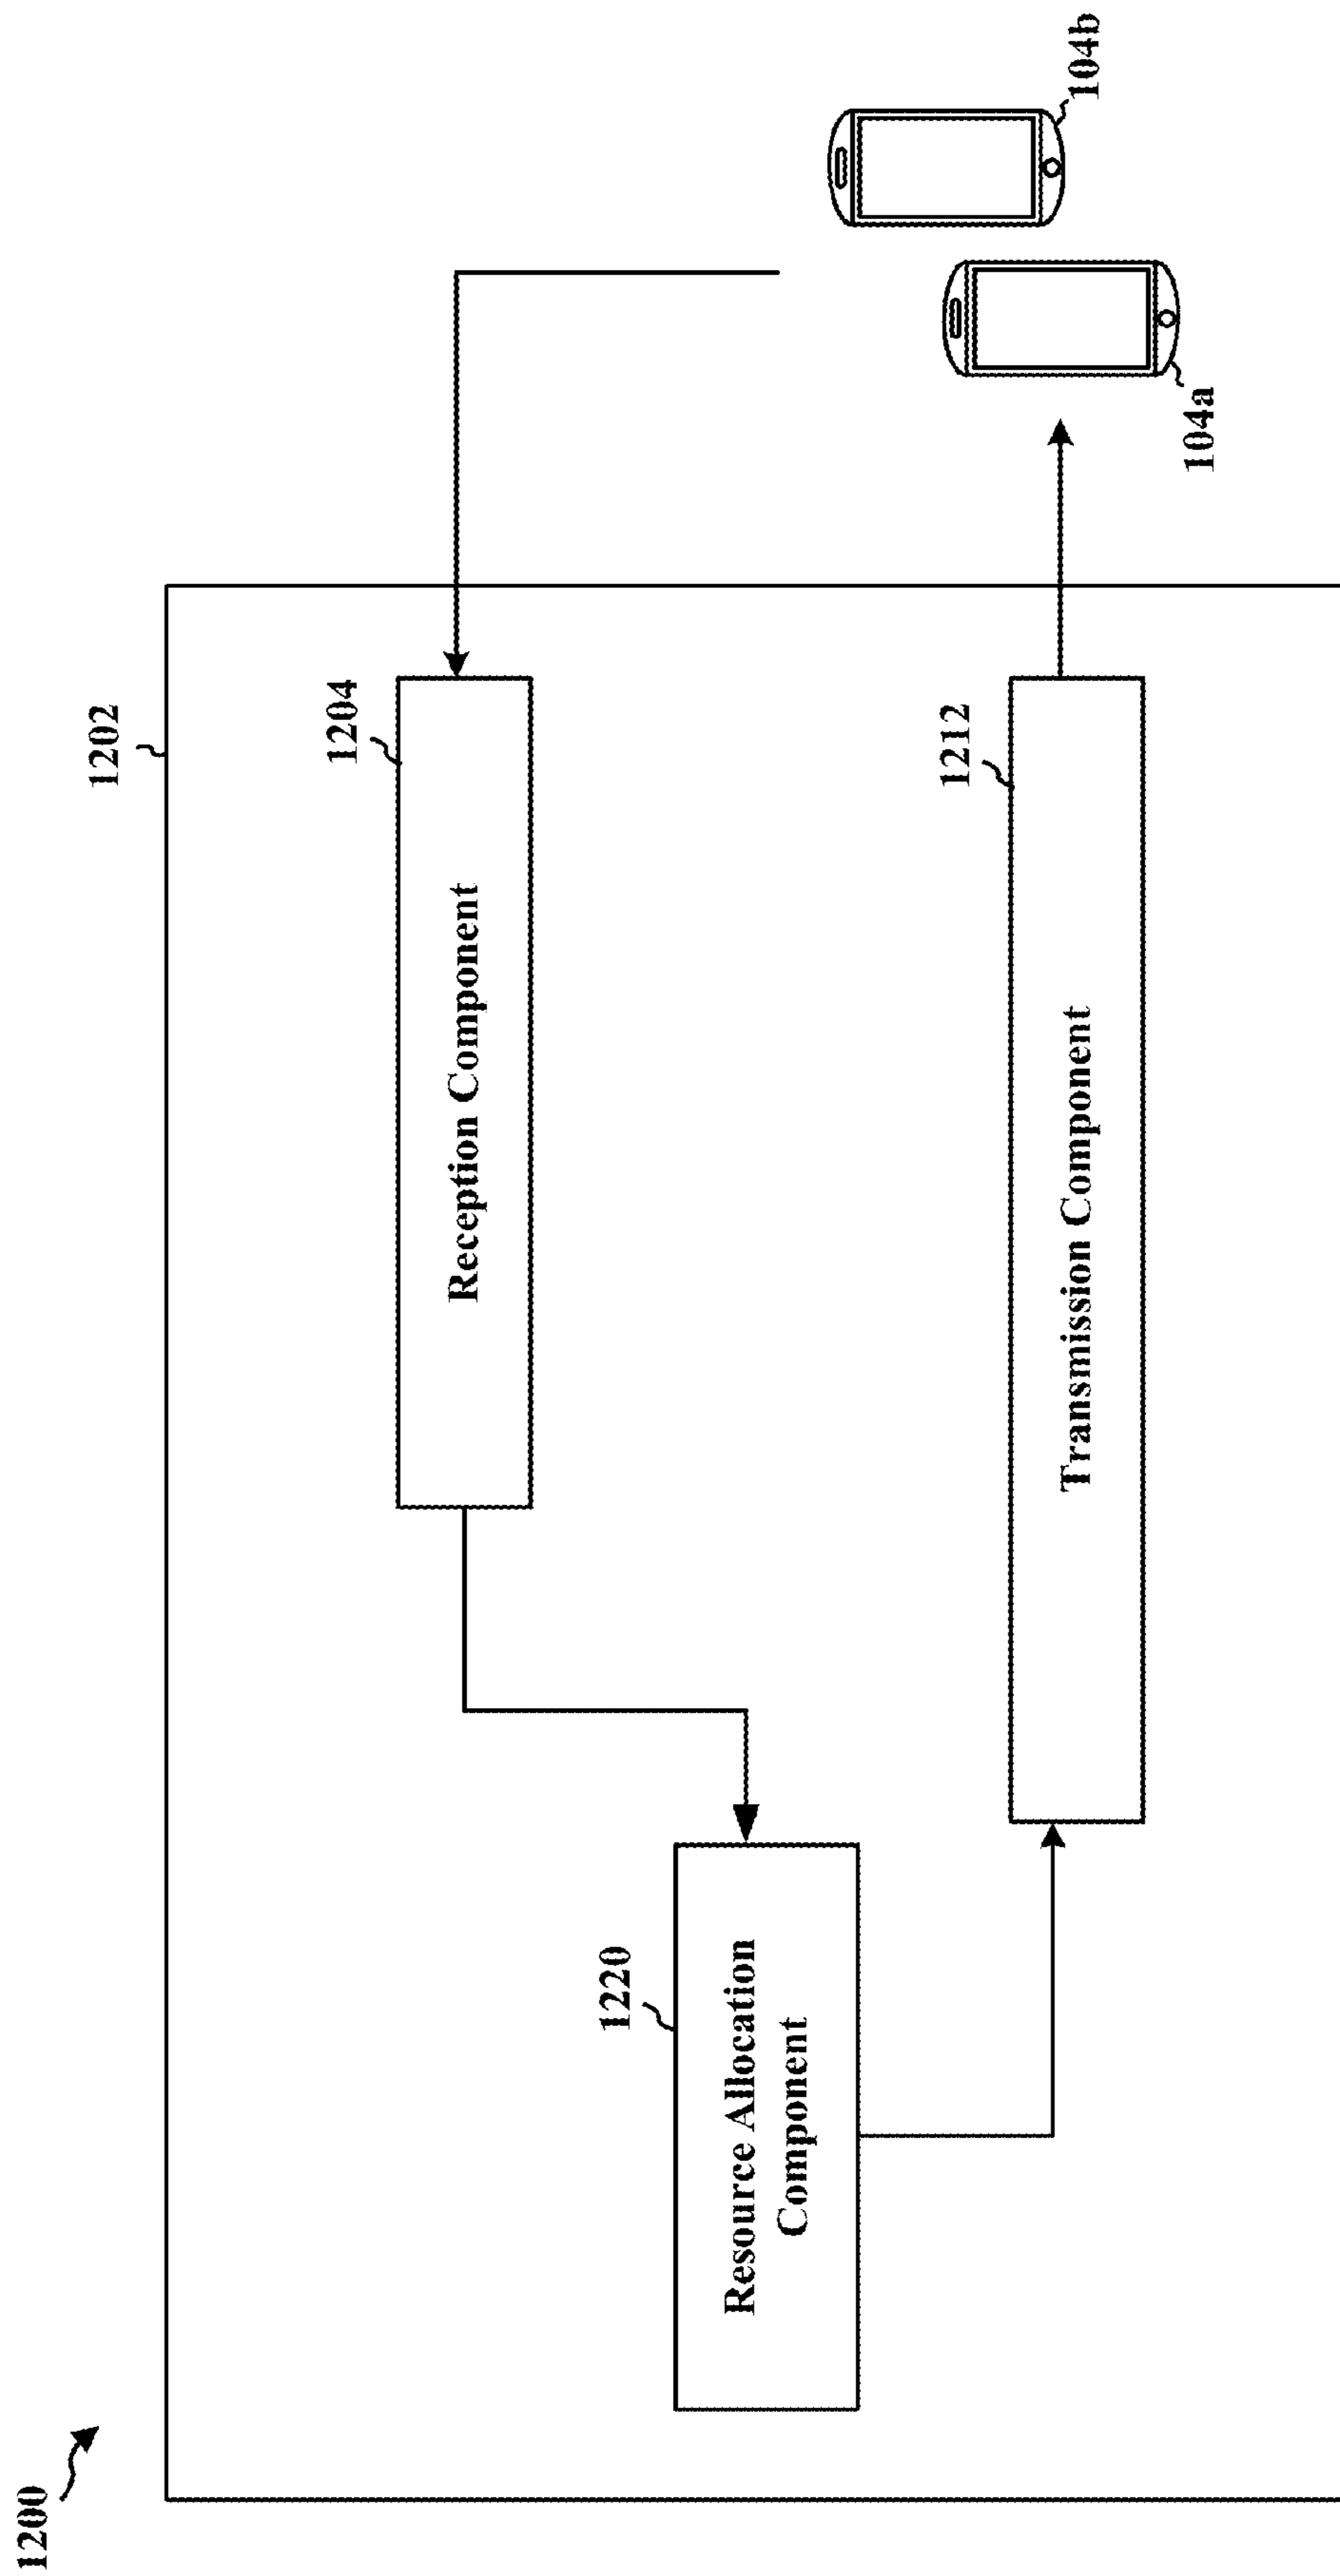 1200
1202
1204
Reception Component
1220
Resource Allocation
Component
1212
Transmission Component
104b
104a